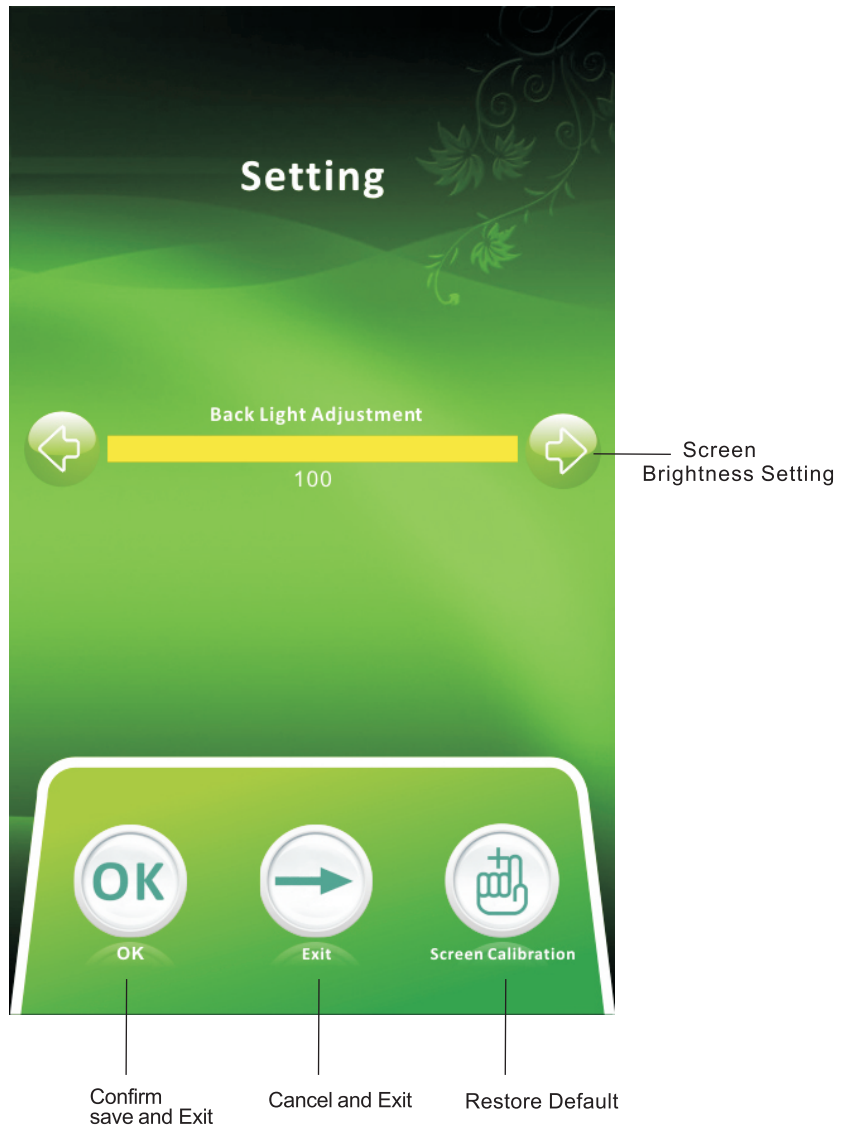 Setting
Back Light Adjustment
100
Screen
Brightness Setting
OK
OK
Exit
Screen Calibration
Confirm
save and Exit
Cancel and Exit
Restore Default